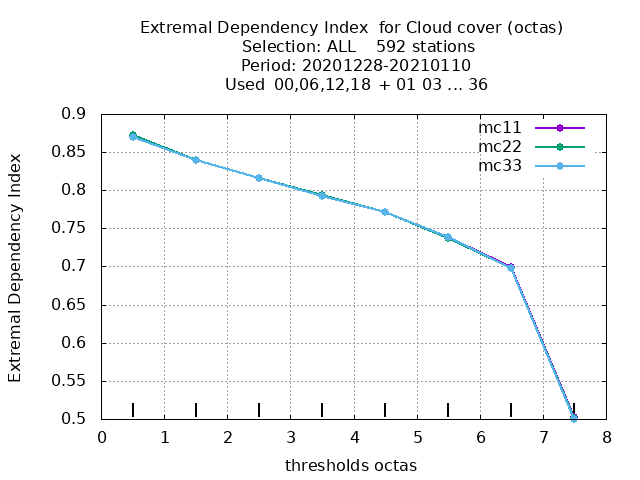 Extremal Dependency Index  for Cloud cover (octas)
Selection: ALL    592 stations
Period: 20201228-20210110
Used  00,06,12,18 + 01 03 ... 36
mc11
mc22
mc33
0.9
0.85
0.8
0.75
0.7
0.65
0.6
0.55
0.5
Extremal Dependency Index
0 1 2 3 4 5 6 7 8
thresholds octas